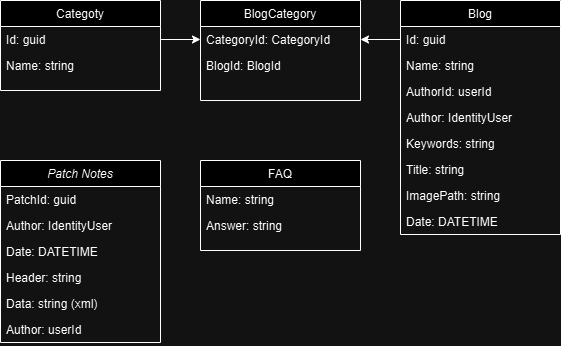 Categoty
Id: guid
Name: string
BlogCategory
CategoryId: CategoryId
BlogId: BlogId
Blog
Id: guid
Name: string
AuthorId: userId
Author: IdentityUser
Keywords: string
Title: string
ImagePath: string
Date: DATETIME
Patch Notes
PatchId: guid
Author: IdentityUser
Date: DATETIME
Header: string
Data: string (xml)
Author: userId
FAQ
Name: string
Answer: string